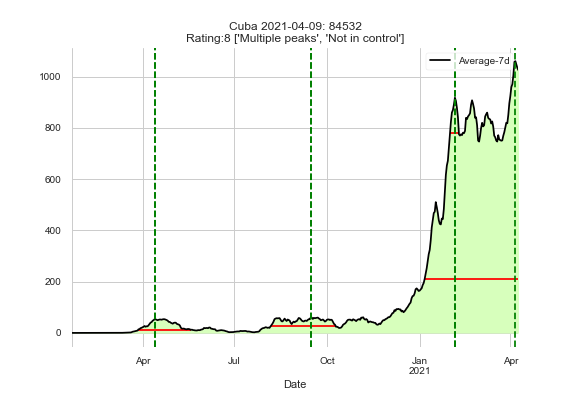 Cuba 2021-04-09: 84532
Rating:8 ['Multiple peaks', 'Not in control']
Average-7d
1000
800
600
400
200
0
Apr
Jul
Oct
Jan
2021
Apr
Date